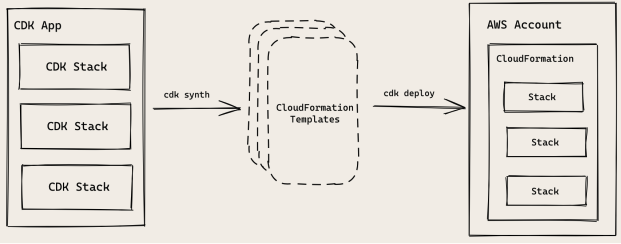 CDK App
CDK Stack
CDK Stack
CDK Stack
cdk synth
CloudFormation
Templates
cdk deploy
AWS Account
CloudFormation
Stack
Stack
Stack